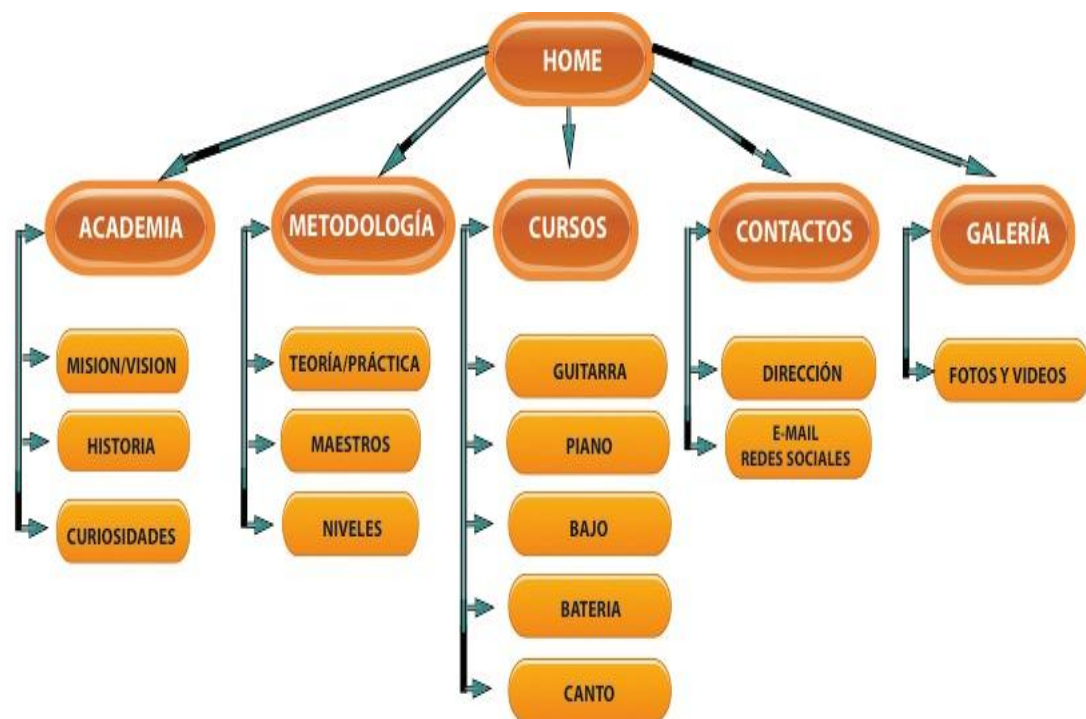 HOME
ACADEMIA
METODOLOGÍA
CURSOS
CONTACTOS
GALERÍA
MISION/VISION
HISTORIA
CURIOSIDADES
TEORÍA/PRÁCTICA
MAESTROS
NIVELES
GUITARRA
PIANO
BAJO
BATERIA
CANTO
DIRECCIÓN
E-MAIL
REDES SOCIALES
FOTOS Y VIDEOS